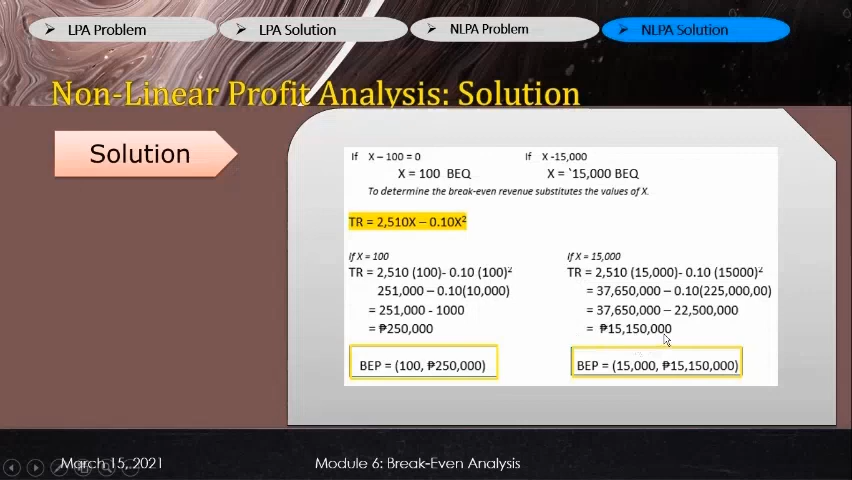 LPA Problem
LPA Solution
NLPA Problem
NLPA Solution
Non-Linear Profit Analysis: Solution
Solution
If X – 100 = 0
X = 100 BEQ
If X -15,000
X = `15,000 BEQ
To determine the break-even revenue substitutes the values of X.
TR = 2,510X – 0.10X²
If X = 100
TR = 2,510 (100)- 0.10 (100)²
251,000 – 0.10(10,000)
= 251,000 - 1000
= ₱250,000
BEP = (100, ₱250,000)
If X = 15,000
TR = 2,510 (15,000)- 0.10 (15000)²
= 37,650,000 – 0.10(225,000,00)
= 37,650,000 – 22,500,000
= ₱15,150,000
BEP = (15,000, ₱15,150,000)
March 15, 2021
Module 6: Break-Even Analysis